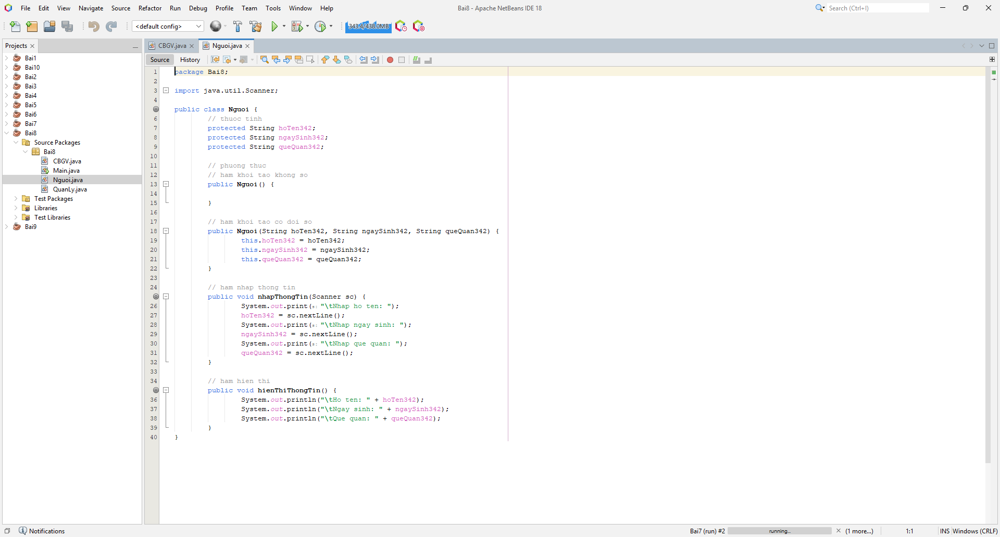 File Edit View Navigate Source Refactor Run Debug Profile Team Tools Window Help
Bai8 - Apache NetBeans IDE 18
Search (Ctrl+I)
<default config>
343.4/438.0MB
Projects
Bai1
Bai10
Bai2
Bai3
Bai4
Bai5
Bai6
Bai7
Bai8
Source Packages
Bai8
CBGV.java
Main.java
Nguoi.java
QuanLy.java
Test Packages
Libraries
Test Libraries
Bai9
CBGV.java
Nguoi.java
Source History
1 package Bai8;
2
3 import java.util.Scanner;
4
public class Nguoi {
6 // thuoc tinh
7 protected String hoTen342;
8 protected String ngaySinh342;
9 protected String queQuan342;
10
11 // phuong thuc
12 // ham khoi tao khong so
13 public Nguoi() {
14
15 }
16
17 // ham khoi tao co doi so
18 public Nguoi(String hoTen342, String ngaySinh342, String queQuan342) {
19 this.hoTen342 = hoTen342;
20 this.ngaySinh342 = ngaySinh342;
21 this.queQuan342 = queQuan342;
22 }
23
24 // ham nhap thong tin
public void nhapThongTin(Scanner sc) {
26 System.out.print(s: "\tNhap ho ten: ");
27 hoTen342 = sc.nextLine();
28 System.out.print(s: "\tNhap ngay sinh: ");
29 ngaySinh342 = sc.nextLine();
30 System.out.print(s: "\tNhap que quan: ");
31 queQuan342 = sc.nextLine();
32 }
33
34 // ham hien thi
public void hienThiThongTin() {
36 System.out.println("\tHo ten: " + hoTen342);
37 System.out.println("\tNgay sinh: " + ngaySinh342);
38 System.out.println("\tQue quan: " + queQuan342);
39 }
40 }
Notifications
Bai7 (run) #2 running... (1 more...) 1:1 INS Windows (CRLF)